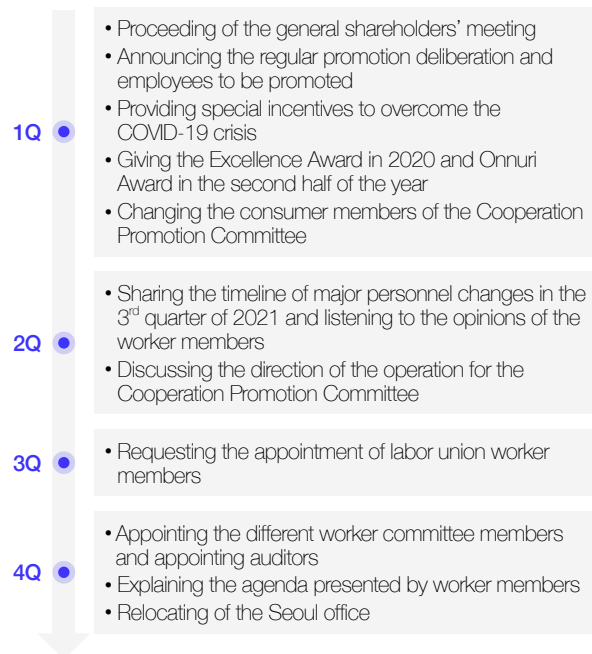 1Q
• Proceeding of the general shareholders’ meeting
• Announcing the regular promotion deliberation and
employees to be promoted
• Providing special incentives to overcome the
COVID-19 crisis
• Giving the Excellence Award in 2020 and Onnuri
Award in the second half of the year
• Changing the consumer members of the Cooperation
Promotion Committee
2Q
• Sharing the timeline of major personnel changes in the
3rd quarter of 2021 and listening to the opinions of the
worker members
• Discussing the direction of the operation for the
Cooperation Promotion Committee
3Q
• Requesting the appointment of labor union worker
members
4Q
• Appointing the different worker committee members
and appointing auditors
• Explaining the agenda presented by worker members
• Relocating of the Seoul office